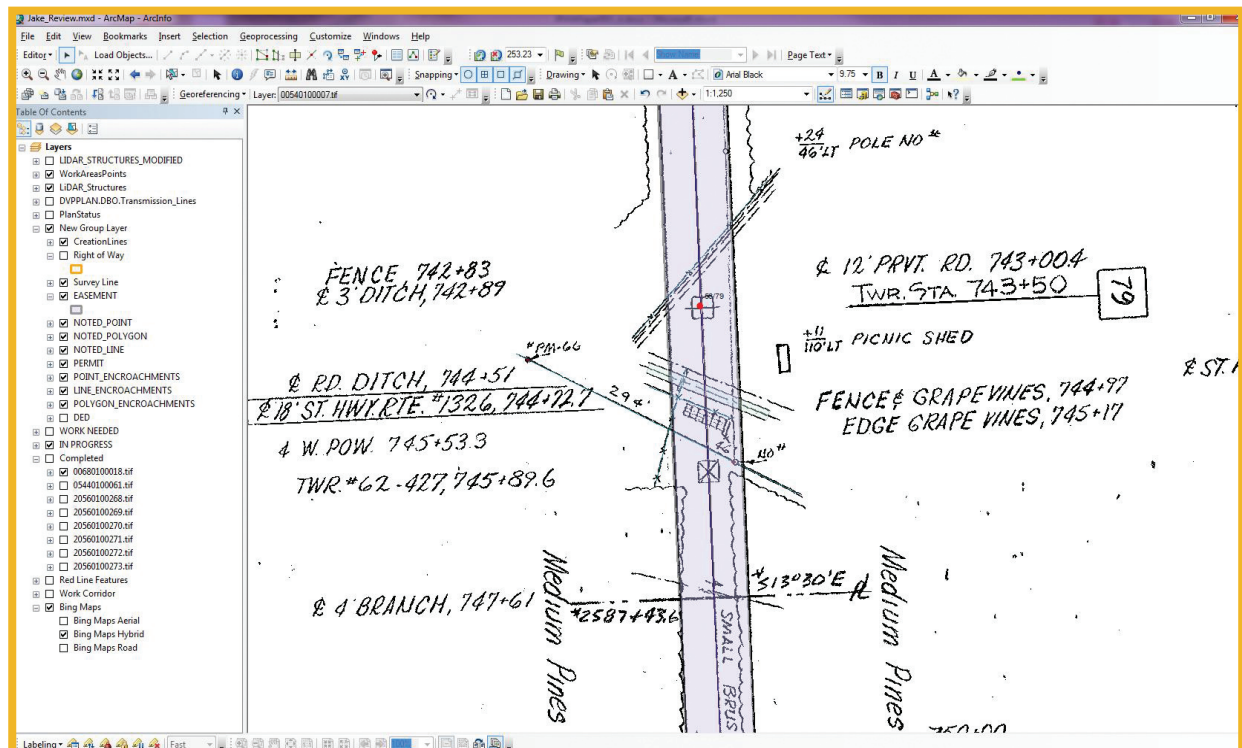 Jake_Review.mxd - ArcMap - ArcInfo
File Edit View Bookmarks Insert Selection Geoprocessing Customize Windows Help
Editor Load Objects... 253.23 Page Text
Snapping Drawing A Arial Black 9.75 B I U A
Georeferencing Layer: 00540100007.tif 1:1,250
Table Of Contents
Layers
LIDAR_STRUCTURES_MODIFIED
WorkAreasPoints
LiDAR_Structures
DVPPLAN.DBO.Transmission_Lines
PlanStatus
New Group Layer
CreationLines
Right of Way
Survey Line
EASEMENT
NOTED_POINT
NOTED_POLYGON
NOTED_LINE
PERMIT
POINT_ENCROACHMENTS
LINE_ENCROACHMENTS
POLYGON_ENCROACHMENTS
DED
WORK NEEDED
IN PROGRESS
Completed
00680100018.tif
05440100061.tif
20560100268.tif
20560100269.tif
20560100270.tif
20560100271.tif
20560100272.tif
20560100273.tif
Red Line Features
Work Corridor
Bing Maps
Bing Maps Aerial
Bing Maps Hybrid
Bing Maps Road
+24
46'LT POLE NO#
FENCE, 742+83
℄ 3' DITCH, 742+89
℄ 12' PRVT. RD. 743+00.4
TWR. STA. 743+50
79
+11
110'LT PICNIC SHED
#PM-66
℄ RD. DITCH, 744+51
℄ 18' ST. HWY. RTE. #1326, 744+72.7
294'
℄ ST.
FENCE & GRAPEVINES, 744+97
EDGE GRAPE VINES, 745+17
4 W. POW. 745+53.3
46'
NO#
TWR. #62-427, 745+89.6
Medium Pines
Medium Pines
S13°30'E
℄ 4' BRANCH, 747+61
#2587+43.6
SMALL BRUS
750+00
Labeling Fast